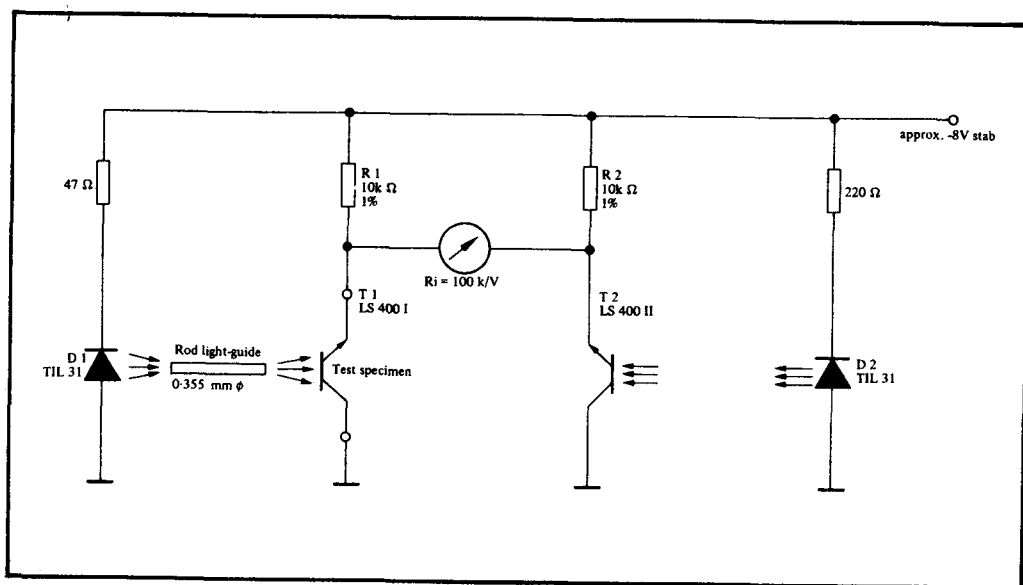 approx. -8V stab
47 Ω
R 1
10k Ω
1%
R 2
10k Ω
1%
220 Ω
Ri = 100 k/V
T 1
LS 400 I
T 2
LS 400 II
D 1
TIL 31
Rod light-guide
0·355 mm ϕ
Test specimen
D 2
TIL 31